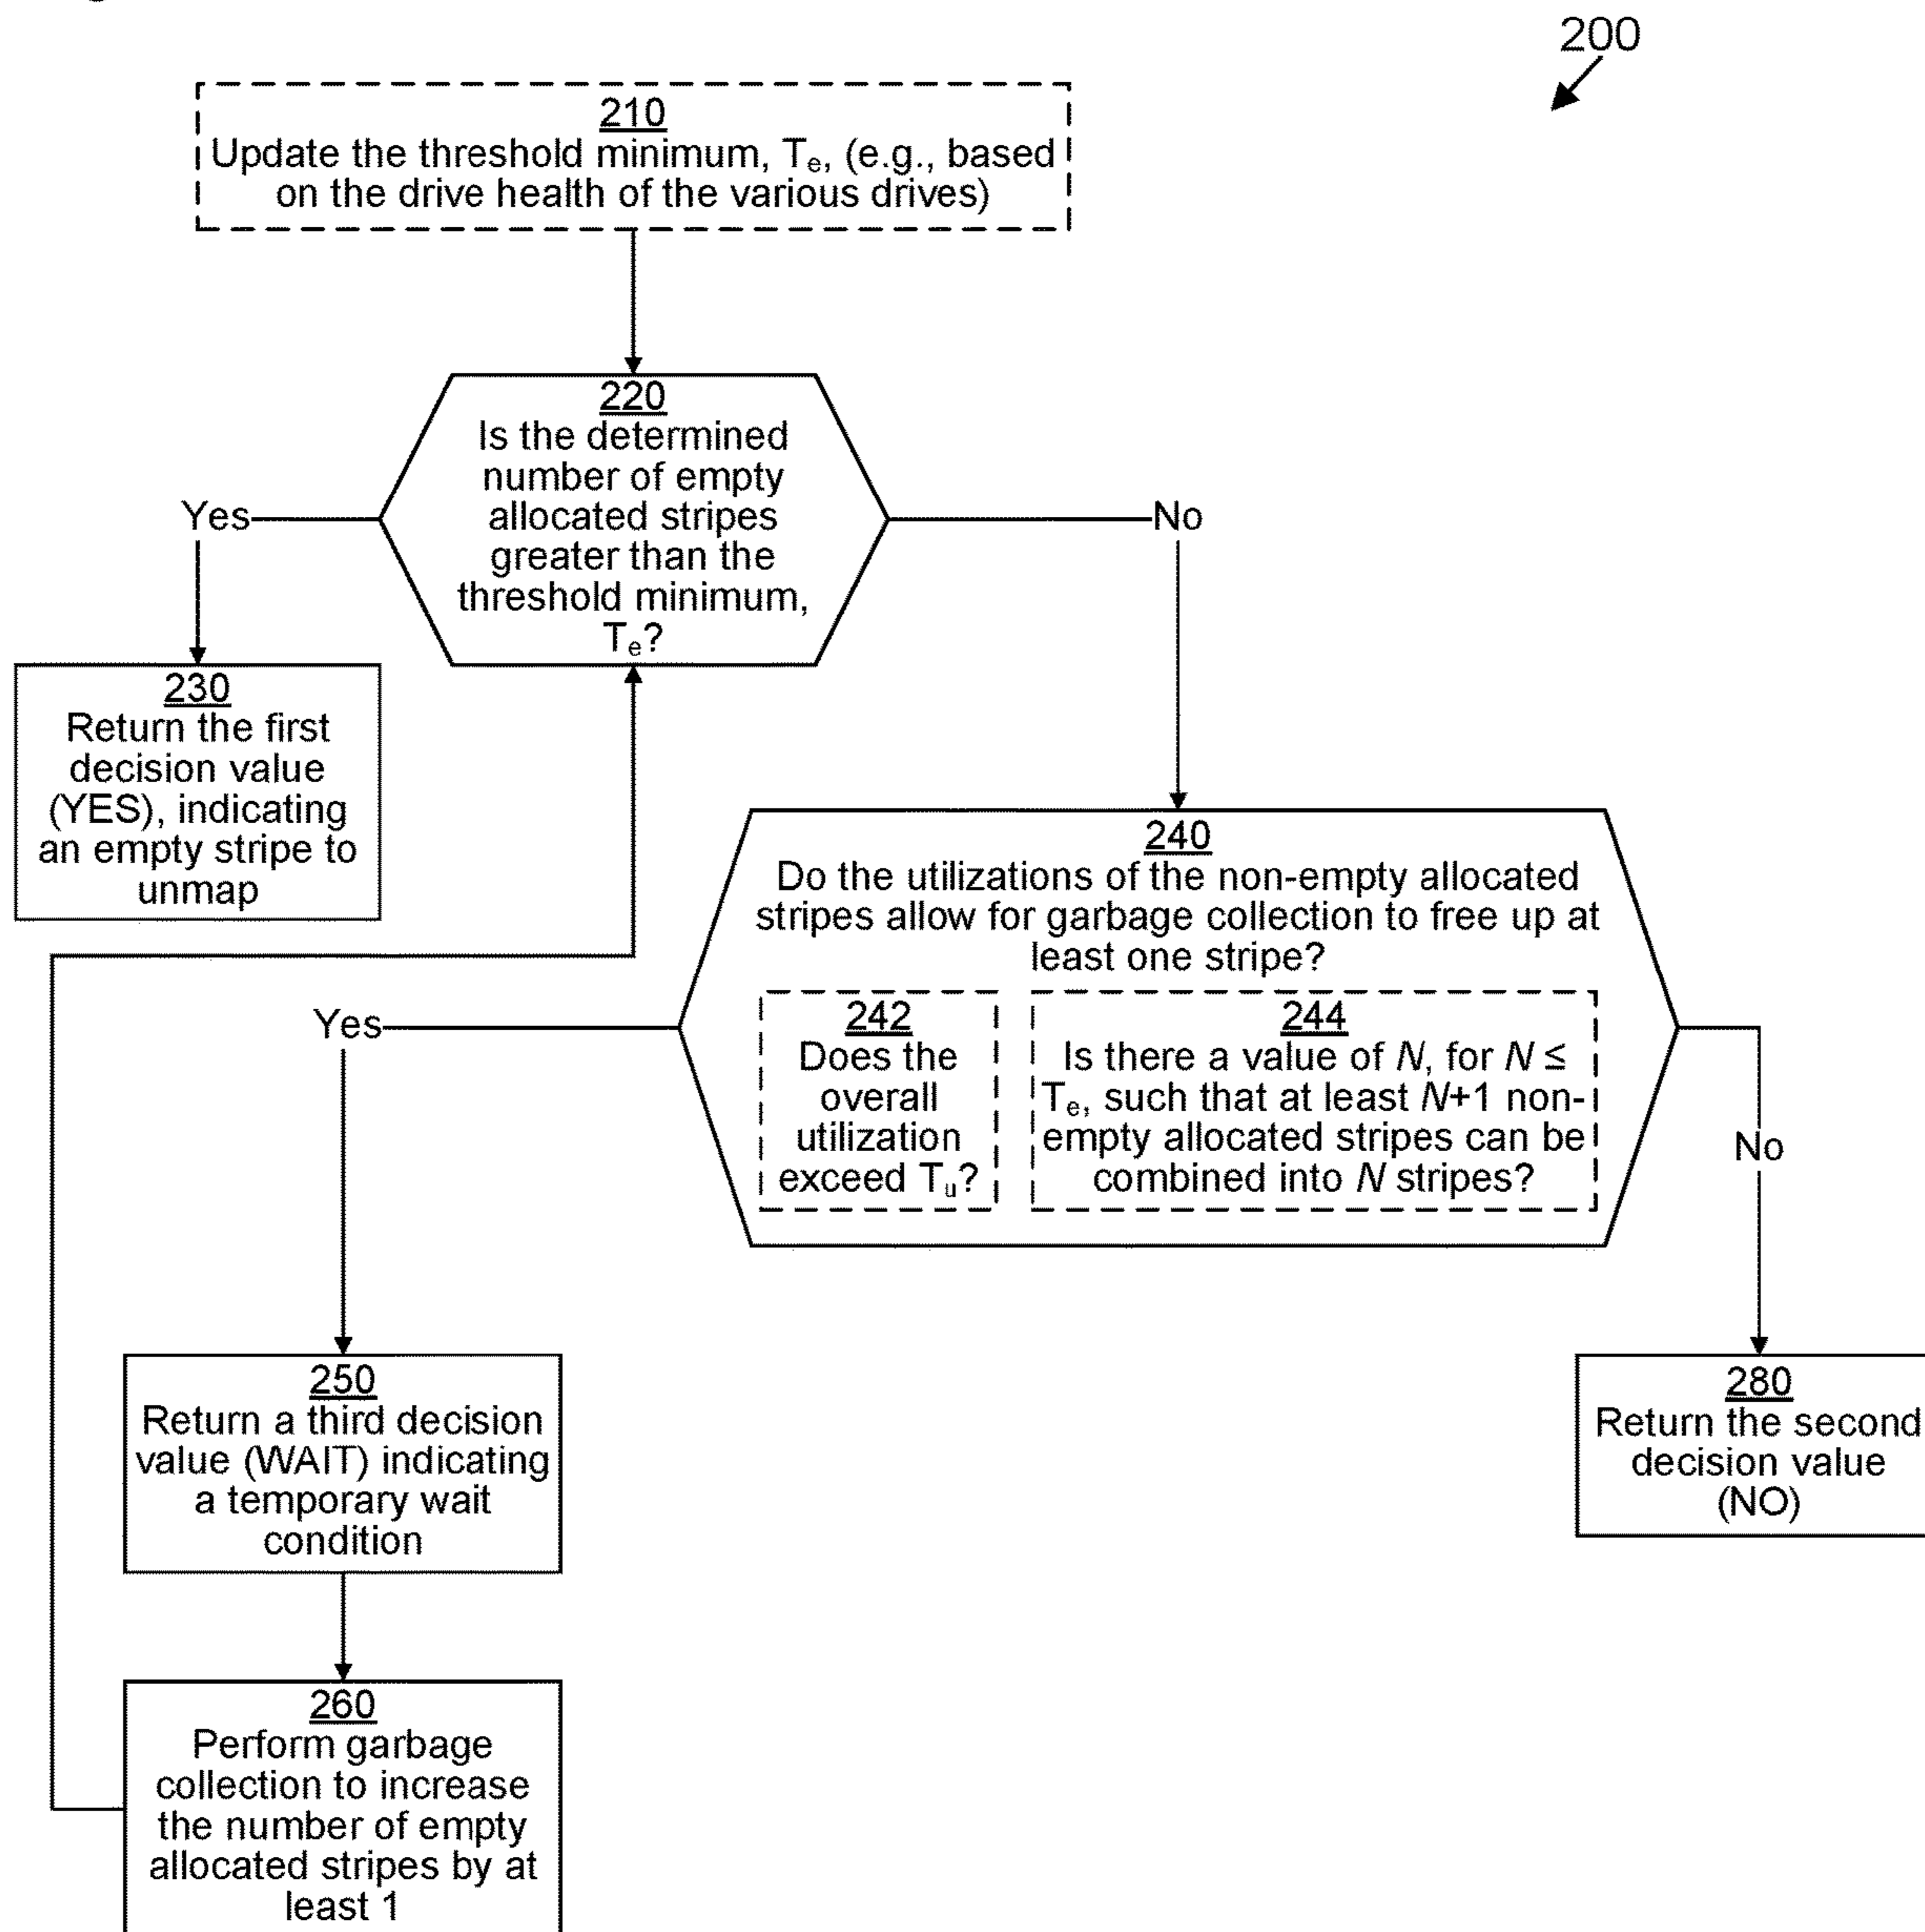 200
210
Update the threshold minimum, Te, (e.g., based
on the drive health of the various drives)
220
Is the determined
number of empty
allocated stripes
greater than the
threshold minimum,
Te?
Yes
No
230
Return the first
decision value
(YES), indicating
an empty stripe to
unmap
240
Do the utilizations of the non-empty allocated
stripes allow for garbage collection to free up at
least one stripe?
242
Does the
overall
utilization
exceed Tu?
244
Is there a value of N, for N ≤
Te, such that at least N+1 non-
empty allocated stripes can be
combined into N stripes?
Yes
No
250
Return a third decision
value (WAIT) indicating
a temporary wait
condition
280
Return the second
decision value
(NO)
260
Perform garbage
collection to increase
the number of empty
allocated stripes by at
least 1